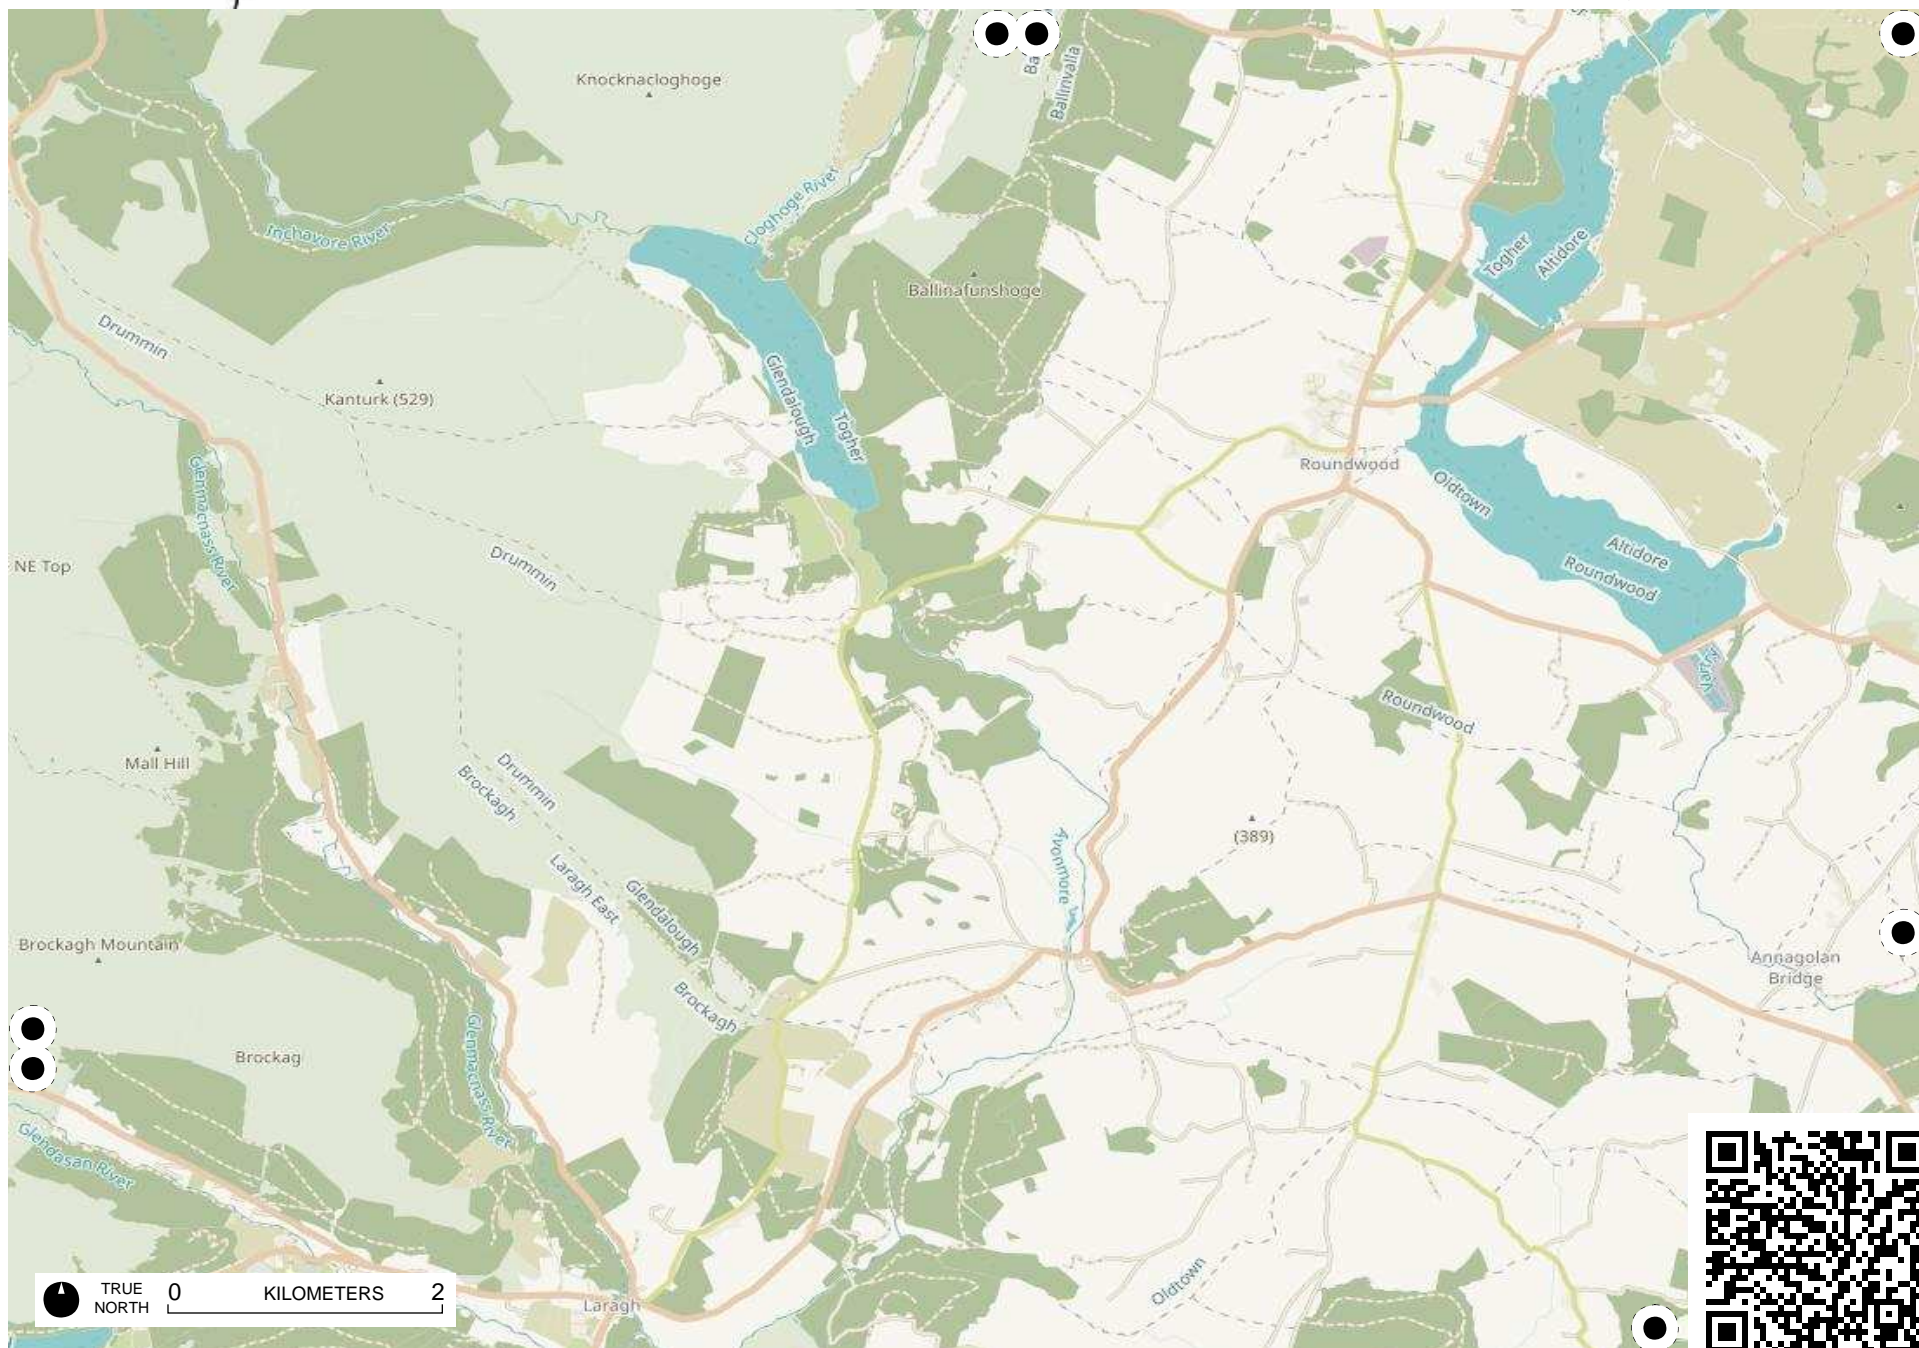 Knocknacloghoge
Ba
Ballinvalla
Cloghoge River
Inchavore River
Togher
Altidore
Ballinafunshoge
Drummin
Kanturk (529)
Glendalough
Togher
Roundwood
Oldtown
Glenmacnass River
Altidore
Roundwood
NE Top
Drummin
Vartry
Roundwood
Mall Hill
Drummin
Brockagh
(389)
Avonmore
Laragh East
Glendalough
Brockagh Mountain
Annagolan
Bridge
Brockagh
Glenmacnass River
Brockag
Glendasan River
Oldtown
TRUE
NORTH
0 KILOMETERS 2
Laragh